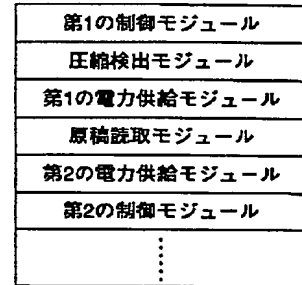 第1の制御モジュール
圧縮検出モジュール
第1の電力供給モジュール
原稿読取モジュール
第2の電力供給モジュール
第2の制御モジュール